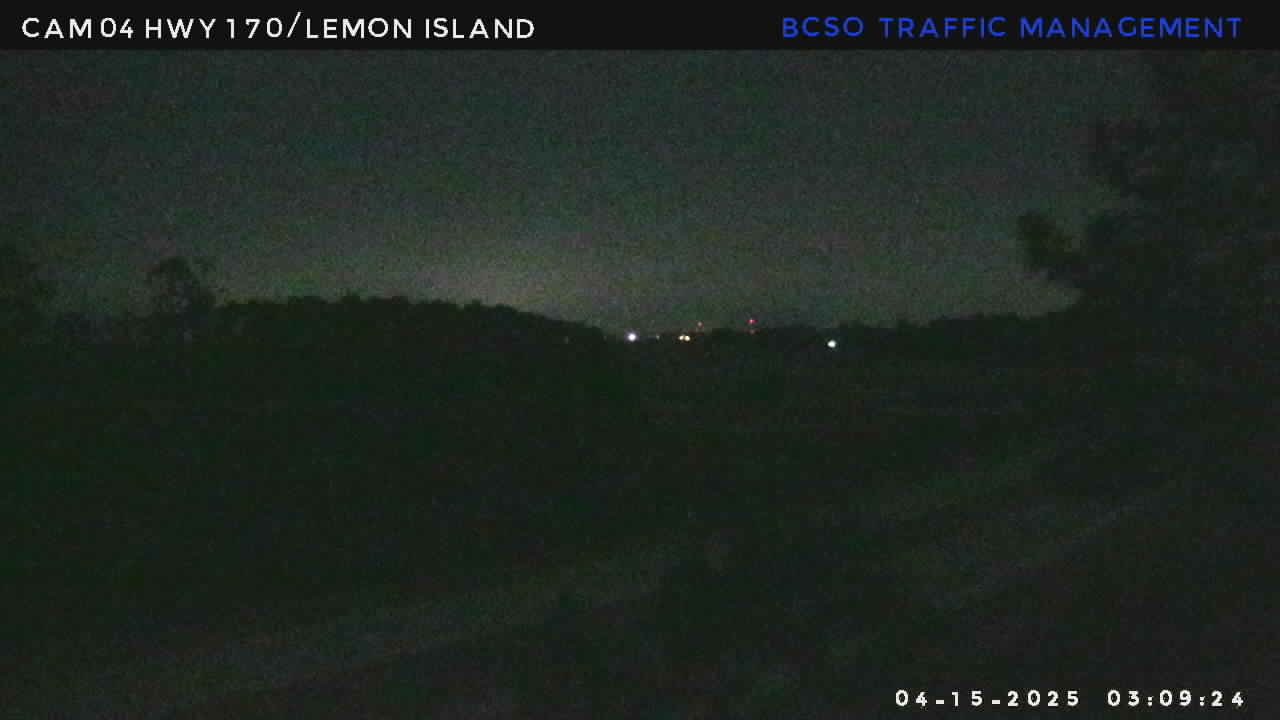 CAM04 HWY 170/LEMON ISLAND
BCSO TRAFFIC MANAGEMENT
04-15-2025 03:09:24